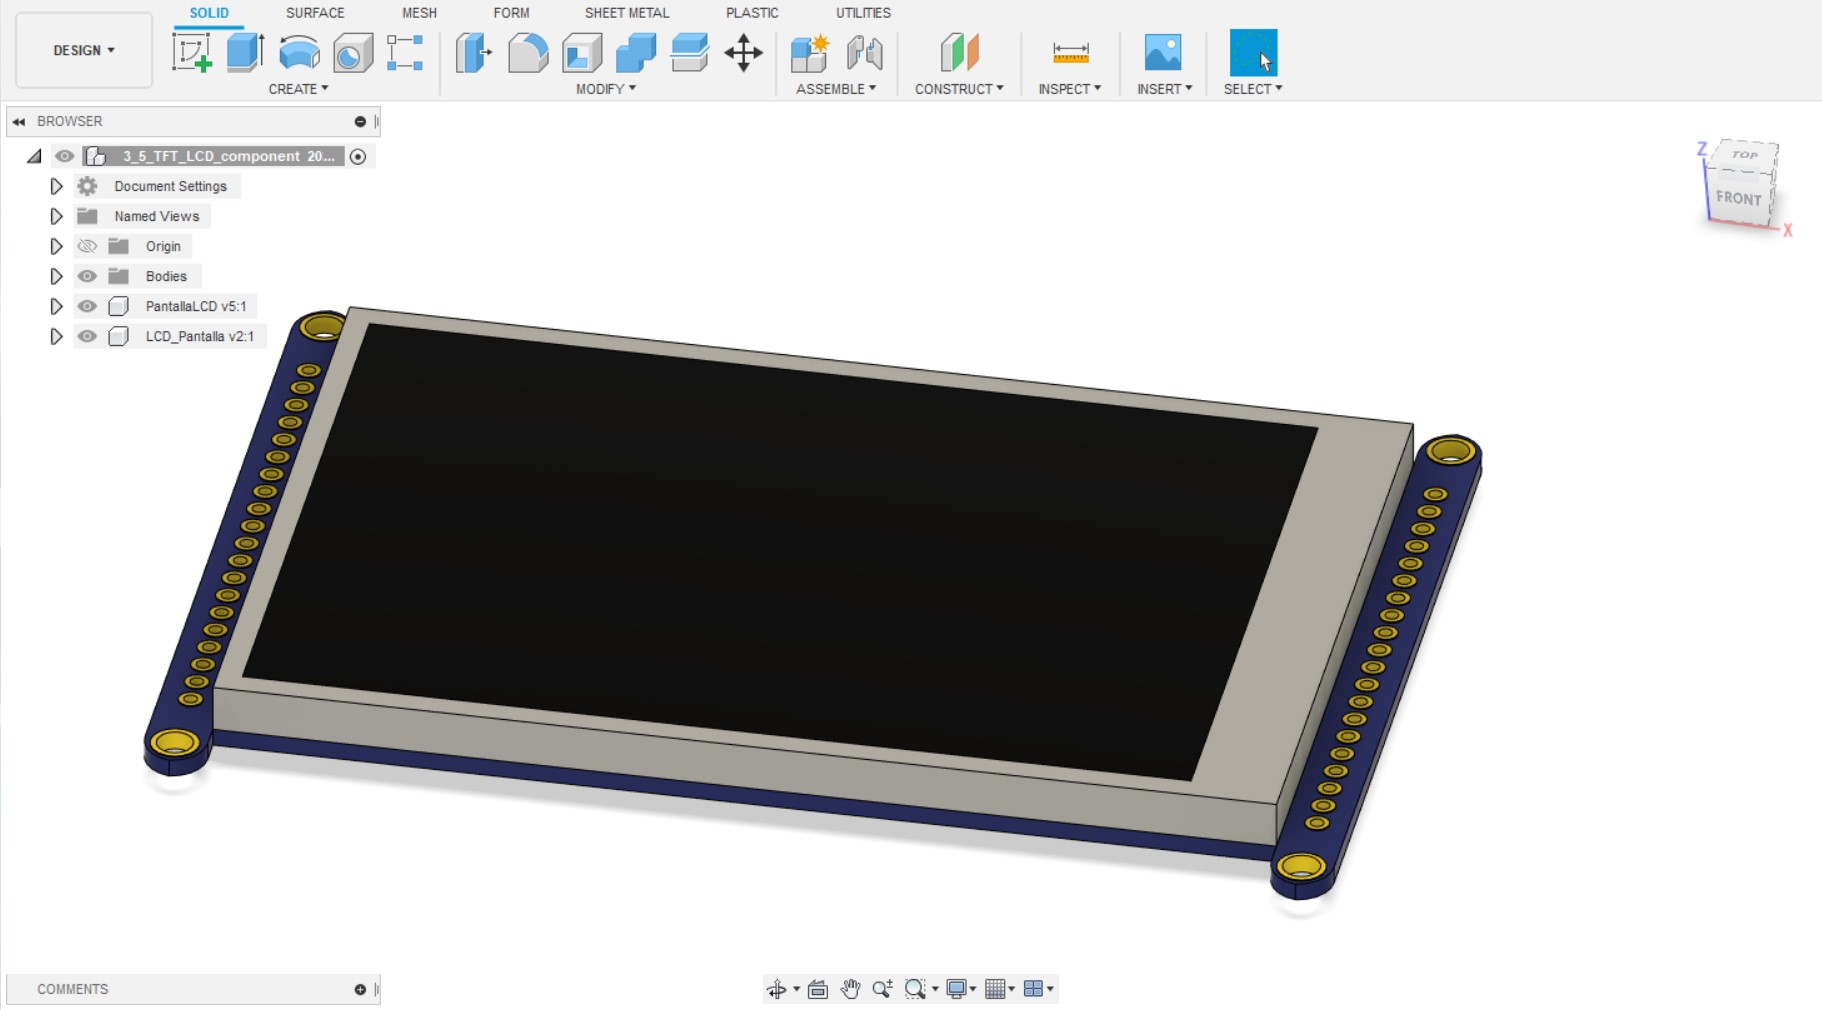 SOLID SURFACE MESH FORM SHEET METAL PLASTIC UTILITIES
DESIGN
CREATE MODIFY ASSEMBLE CONSTRUCT INSPECT INSERT SELECT
BROWSER
3_5_TFT_LCD_component 20...
Document Settings
Named Views
Origin
Bodies
PantallaLCD v5:1
LCD_Pantalla v2:1
Z
TOP
FRONT
X
COMMENTS